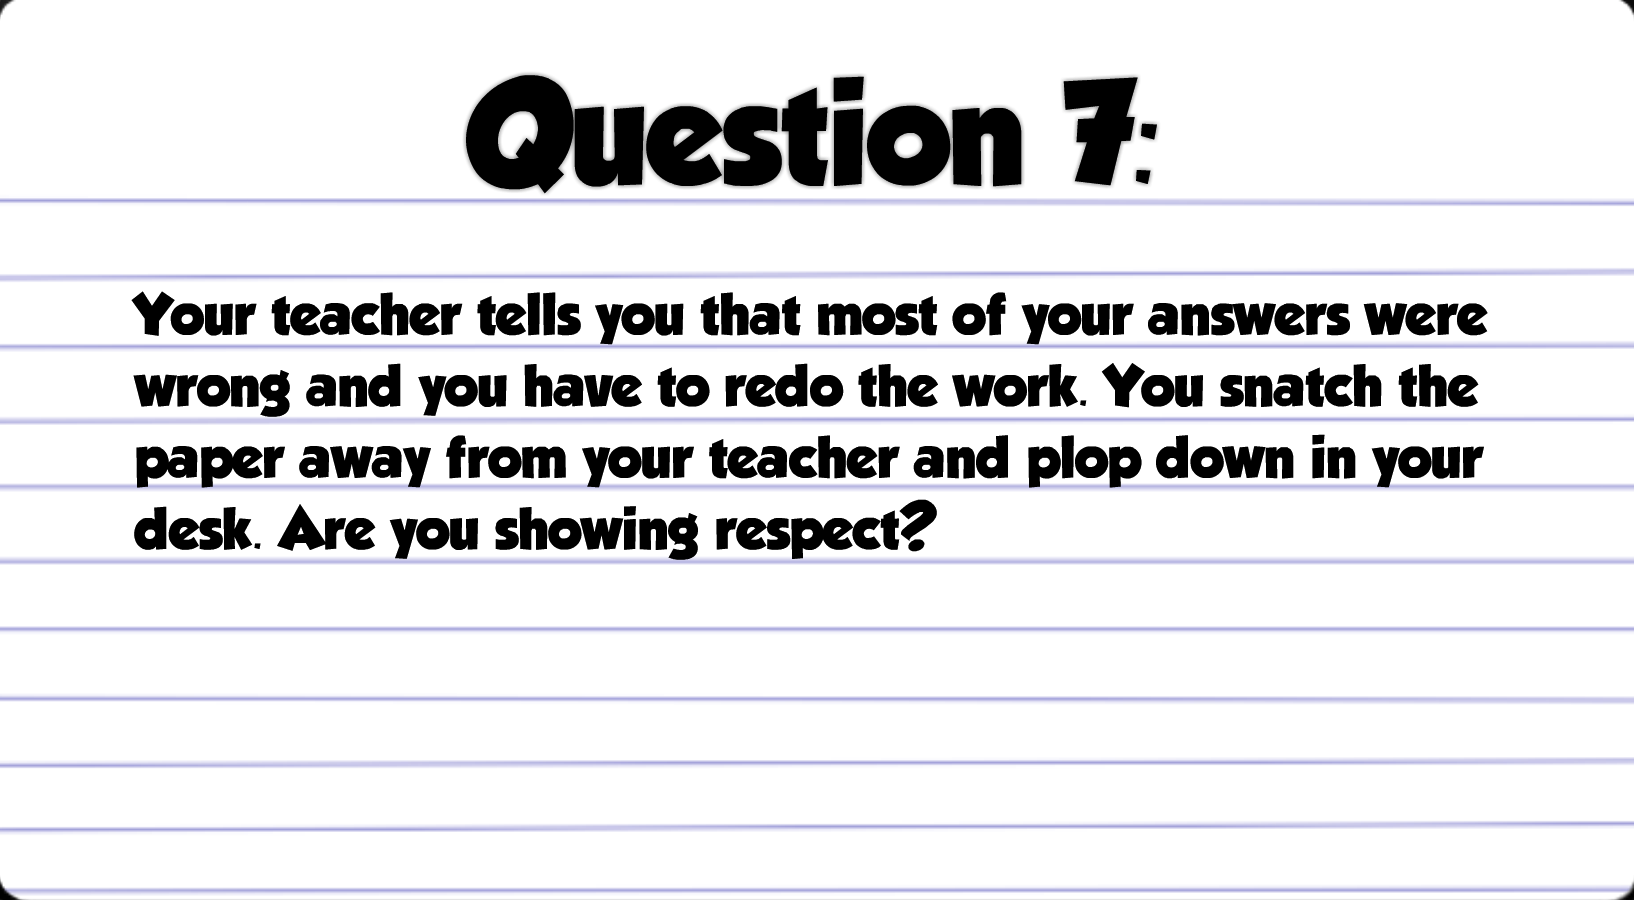 Question 7:
Your teacher tells you that most of your answers were
wrong and you have to redo the work. You snatch the
paper away from your teacher and plop down in your
desk. Are you showing respect?